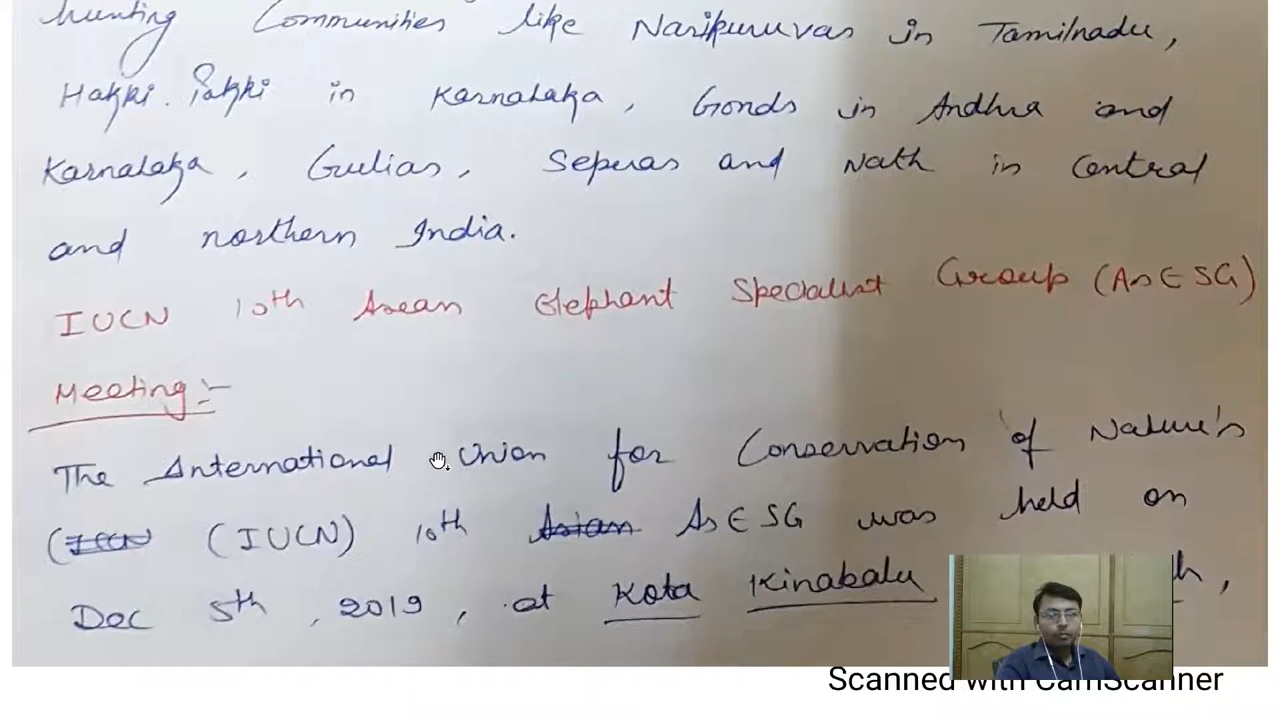 hunting Communities like Narikuruvas in Tamilnadu,
Hakki. Pakki in Karnataka, Gonds in Andhra and
Karnataka, Gulias, Seperas and Nath in Central
and northern India.
IUCN 10th Asean Elephant Specialist Group (AsESG)
Meeting:-
The International Union for Conservation of Nature's
(IUCN (IUCN) 10th Asian AsESG was held on
Dec 5th, 2019, at Kota Kinabalu h,
Scanned with CamScanner